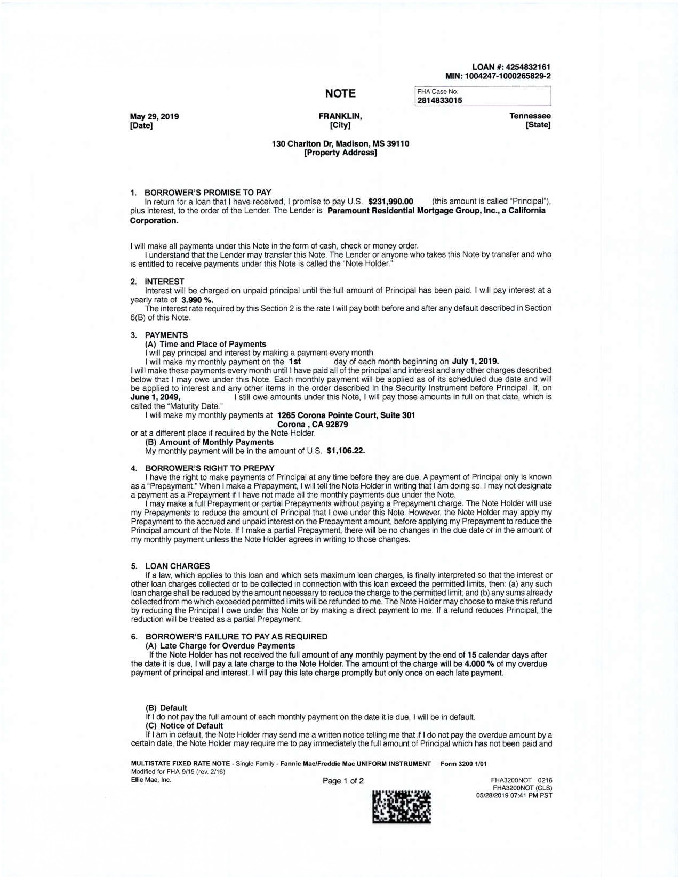 LOAN #: 4254832161
MIN: 1004247-1000265829-2
NOTE
FHA Case No.
2814833015
May 29, 2019 FRANKLIN, Tennessee
[Date] [City] [State]
130 Charlton Dr, Madison, MS 39110
[Property Address]
1. BORROWER'S PROMISE TO PAY
In return for a loan that I have received, I promise to pay U.S. $231,990.00 (this amount is called "Principal"),
plus interest, to the order of the Lender. The Lender is Paramount Residential Mortgage Group, Inc., a California
Corporation.
I will make all payments under this Note in the form of cash, check or money order.
I understand that the Lender may transfer this Note. The Lender or anyone who takes this Note by transfer and who
is entitled to receive payments under this Note is called the "Note Holder."
2. INTEREST
Interest will be charged on unpaid principal until the full amount of Principal has been paid. I will pay interest at a
yearly rate of 3.990 %.
The interest rate required by this Section 2 is the rate I will pay both before and after any default described in Section
6(B) of this Note.
3. PAYMENTS
(A) Time and Place of Payments
I will pay principal and interest by making a payment every month
I will make my monthly payment on the 1st day of each month beginning on July 1, 2019.
I will make these payments every month until I have paid all of the principal and interest and any other charges described
below that I may owe under this Note. Each monthly payment will be applied as of its scheduled due date and will
be applied to interest and any other items in the order described in the Security Instrument before Principal. If, on
June 1, 2049, I still owe amounts under this Note, I will pay those amounts in full on that date, which is
called the "Maturity Date."
I will make my monthly payments at 1265 Corona Pointe Court, Suite 301
Corona , CA 92879
or at a different place if required by the Note Holder.
(B) Amount of Monthly Payments
My monthly payment will be in the amount of U.S. $1,106.22.
4. BORROWER'S RIGHT TO PREPAY
I have the right to make payments of Principal at any time before they are due. A payment of Principal only is known
as a "Prepayment." When I make a Prepayment, I will tell the Note Holder in writing that I am doing so. I may not designate
a payment as a Prepayment if I have not made all the monthly payments due under the Note.
I may make a full Prepayment or partial Prepayments without paying a Prepayment charge. The Note Holder will use
my Prepayments to reduce the amount of Principal that I owe under this Note. However, the Note Holder may apply my
Prepayment to the accrued and unpaid interest on the Prepayment amount, before applying my Prepayment to reduce the
Principal amount of the Note. If I make a partial Prepayment, there will be no changes in the due date or in the amount of
my monthly payment unless the Note Holder agrees in writing to those changes.
5. LOAN CHARGES
If a law, which applies to this loan and which sets maximum loan charges, is finally interpreted so that the interest or
other loan charges collected or to be collected in connection with this loan exceed the permitted limits, then: (a) any such
loan charge shall be reduced by the amount necessary to reduce the charge to the permitted limit; and (b) any sums already
collected from me which exceeded permitted limits will be refunded to me. The Note Holder may choose to make this refund
by reducing the Principal I owe under this Note or by making a direct payment to me. If a refund reduces Principal, the
reduction will be treated as a partial Prepayment.
6. BORROWER'S FAILURE TO PAY AS REQUIRED
(A) Late Charge for Overdue Payments
If the Note Holder has not received the full amount of any monthly payment by the end of 15 calendar days after
the date it is due, I will pay a late charge to the Note Holder. The amount of the charge will be 4.000 % of my overdue
payment of principal and interest. I will pay this late charge promptly but only once on each late payment.
(B) Default
If I do not pay the full amount of each monthly payment on the date it is due, I will be in default.
(C) Notice of Default
If I am in default, the Note Holder may send me a written notice telling me that if I do not pay the overdue amount by a
certain date, the Note Holder may require me to pay immediately the full amount of Principal which has not been paid and
MULTISTATE FIXED RATE NOTE - Single Family - Fannie Mae/Freddie Mac UNIFORM INSTRUMENT Form 3200 1/01
Modified for FHA 9/15 (rev. 2/16)
Ellie Mae, Inc. Page 1 of 2 FHA3200NOT 0216
FHA3200NOT (CLS)
05/28/2019 07:41 PM PST